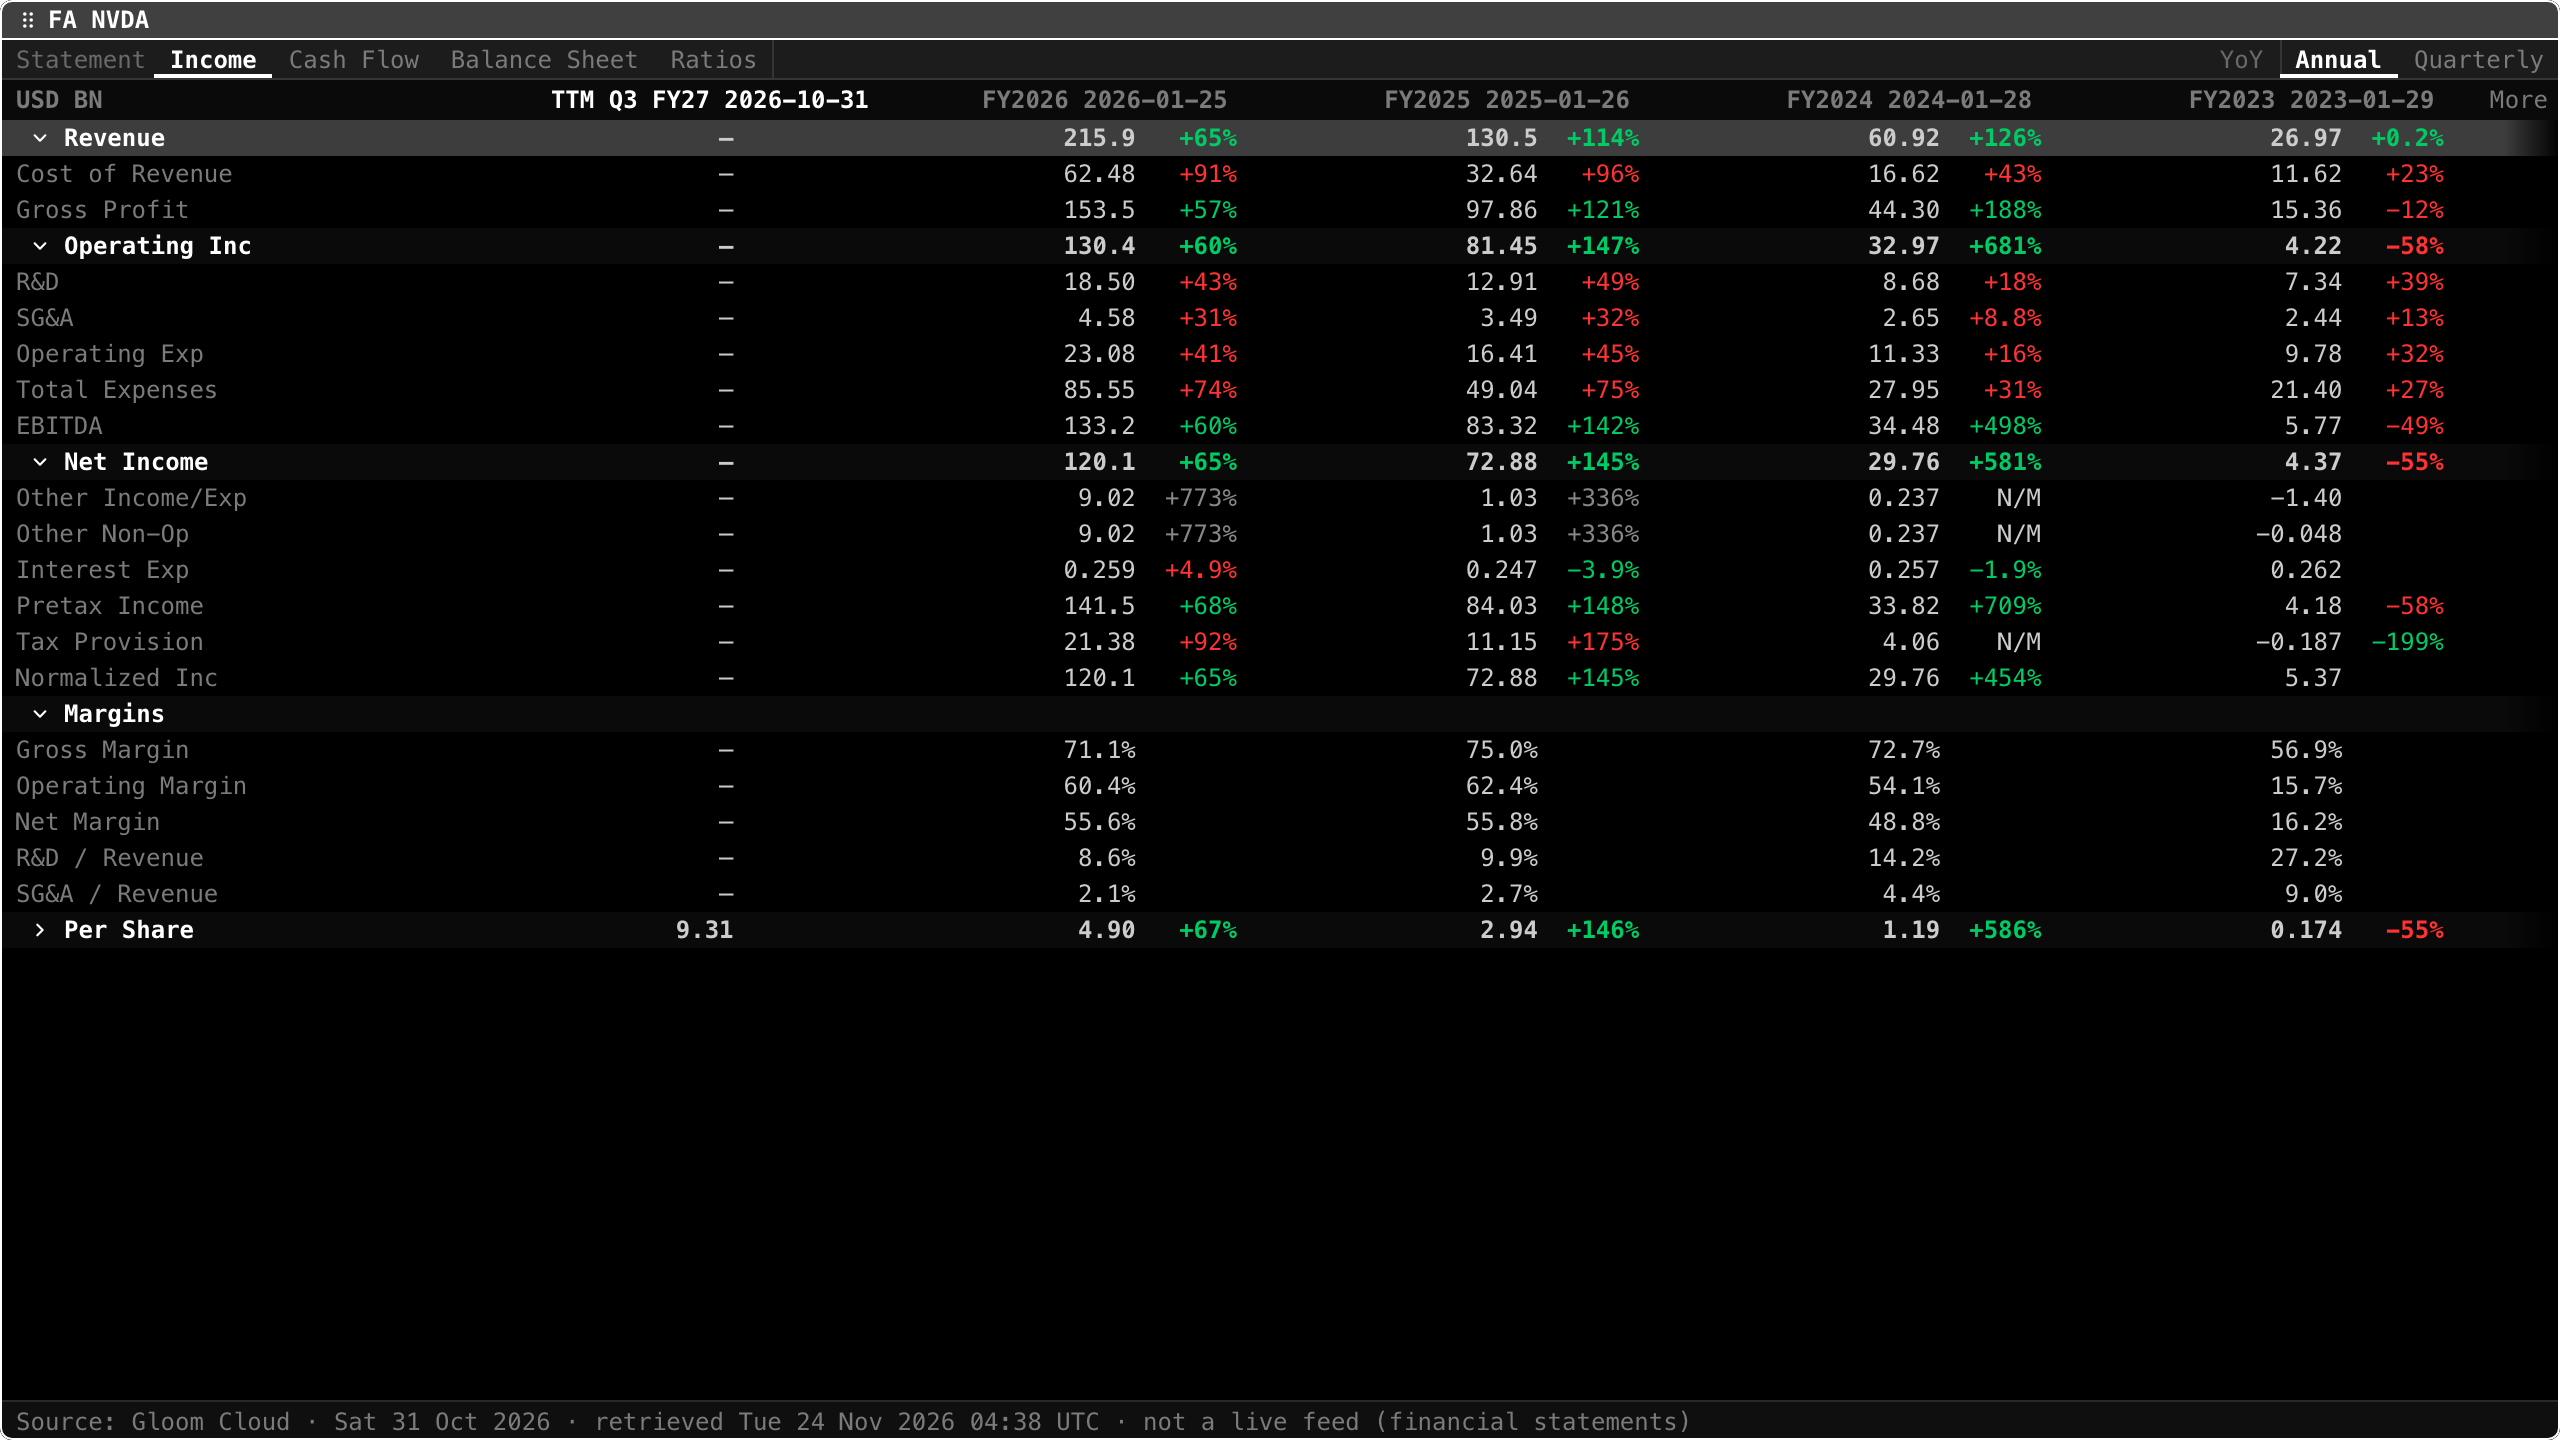 FA NVDA
Statement Income Cash Flow Balance Sheet Ratios YoY Annual Quarterly
USD BN TTM Q3 FY27 2026-10-31 FY2026 2026-01-25 FY2025 2025-01-26 FY2024 2024-01-28 FY2023 2023-01-29 More
Revenue — 215.9 +65% 130.5 +114% 60.92 +126% 26.97 +0.2%
Cost of Revenue — 62.48 +91% 32.64 +96% 16.62 +43% 11.62 +23%
Gross Profit — 153.5 +57% 97.86 +121% 44.30 +188% 15.36 -12%
Operating Inc — 130.4 +60% 81.45 +147% 32.97 +681% 4.22 -58%
R&D — 18.50 +43% 12.91 +49% 8.68 +18% 7.34 +39%
SG&A — 4.58 +31% 3.49 +32% 2.65 +8.8% 2.44 +13%
Operating Exp — 23.08 +41% 16.41 +45% 11.33 +16% 9.78 +32%
Total Expenses — 85.55 +74% 49.04 +75% 27.95 +31% 21.40 +27%
EBITDA — 133.2 +60% 83.32 +142% 34.48 +498% 5.77 -49%
Net Income — 120.1 +65% 72.88 +145% 29.76 +581% 4.37 -55%
Other Income/Exp — 9.02 +773% 1.03 +336% 0.237 N/M -1.40
Other Non-Op — 9.02 +773% 1.03 +336% 0.237 N/M -0.048
Interest Exp — 0.259 +4.9% 0.247 -3.9% 0.257 -1.9% 0.262
Pretax Income — 141.5 +68% 84.03 +148% 33.82 +709% 4.18 -58%
Tax Provision — 21.38 +92% 11.15 +175% 4.06 N/M -0.187 -199%
Normalized Inc — 120.1 +65% 72.88 +145% 29.76 +454% 5.37
Margins
Gross Margin — 71.1% 75.0% 72.7% 56.9%
Operating Margin — 60.4% 62.4% 54.1% 15.7%
Net Margin — 55.6% 55.8% 48.8% 16.2%
R&D / Revenue — 8.6% 9.9% 14.2% 27.2%
SG&A / Revenue — 2.1% 2.7% 4.4% 9.0%
Per Share 9.31 4.90 +67% 2.94 +146% 1.19 +586% 0.174 -55%
Source: Gloom Cloud · Sat 31 Oct 2026 · retrieved Tue 24 Nov 2026 04:38 UTC · not a live feed (financial statements)